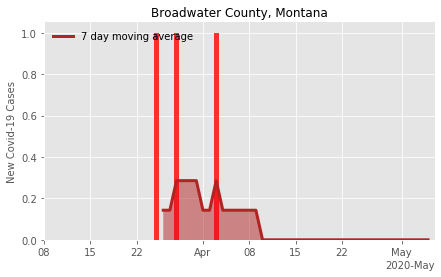 Broadwater County, Montana
7 day moving average
New Covid-19 Cases
1.0
0.8
0.6
0.4
0.2
0.0
08 15 22 Apr 08 15 22 May
2020-May